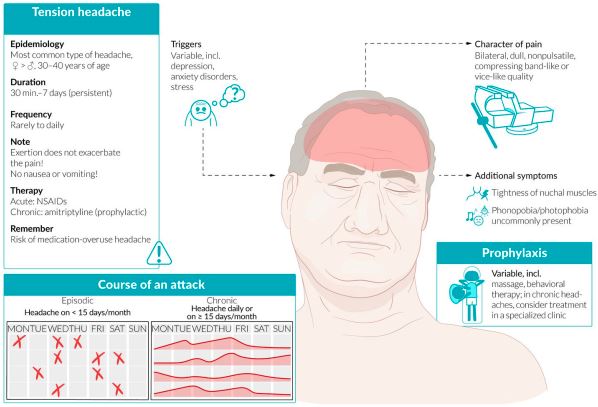 Tension headache
Epidemiology
Most common type of headache,
♀ > ♂, 30–40 years of age
Duration
30 min.–7 days (persistent)
Frequency
Rarely to daily
Note
Exertion does not exacerbate
the pain!
No nausea or vomiting!
Therapy
Acute: NSAIDs
Chronic: amitriptyline (prophylactic)
Remember
Risk of medication-overuse headache
Triggers
Variable, incl.
depression,
anxiety disorders,
stress
Character of pain
Bilateral, dull, nonpulsatile,
compressing band-like or
vice-like quality
Additional symptoms
Tightness of nuchal muscles
Phonopobia/photophobia
uncommonly present
Prophylaxis
Variable, incl.
massage, behavioral
therapy; in chronic head-
aches, consider treatment
in a specialized clinic
Course of an attack
Episodic
Headache on < 15 days/month
MON TUE WED THU FRI SAT SUN
Chronic
Headache daily or
on ≥ 15 days/month
MON TUE WED THU FRI SAT SUN